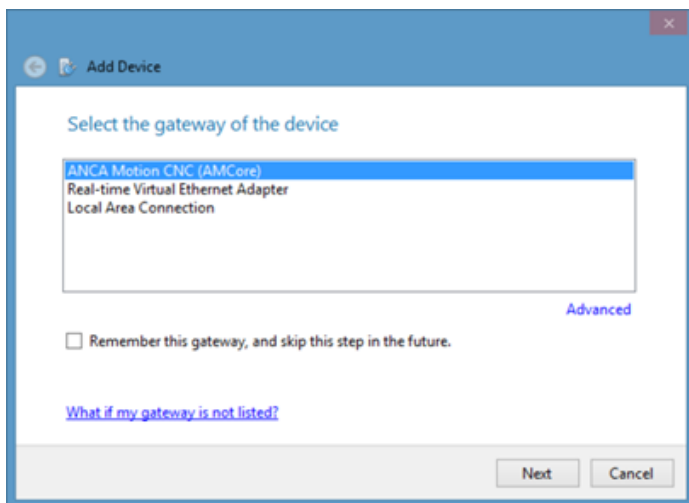 Add Device
Select the gateway of the device
ANCA Motion CNC (AMCore)
Real-time Virtual Ethernet Adapter
Local Area Connection
Advanced
Remember this gateway, and skip this step in the future.
What if my gateway is not listed?
Next Cancel